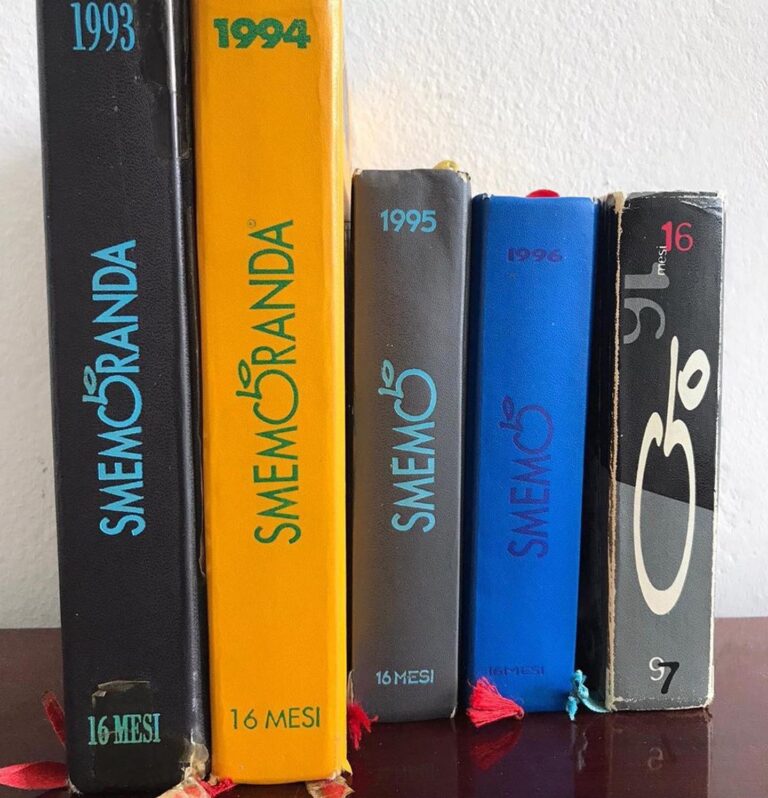 1993
SMEMORANDA
16 MESI
1994
SMEMORANDA®
16 MESI
1995
SMEMO
16 MESI
1996
SMEMO
16 MESI
16
mesi
16
97